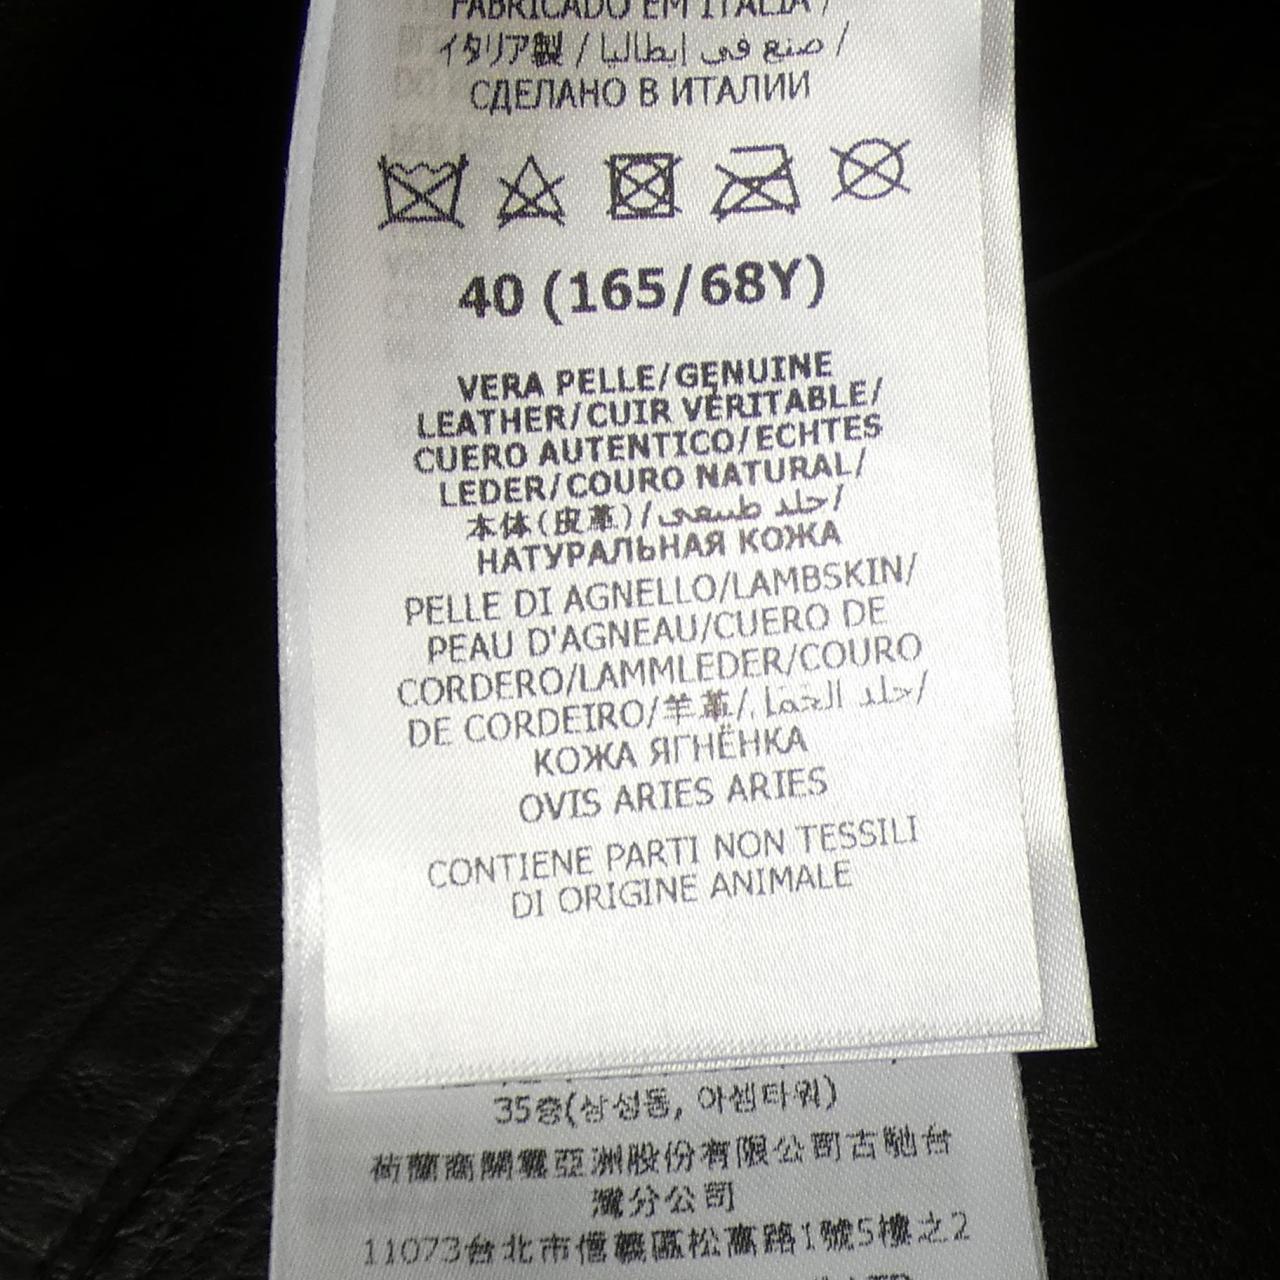 FABRICADO EM ITALIA /
イタリア製 / صنع في إيطاليا /
СДЕЛАНО В ИТАЛИИ
40 (165/68Y)
VERA PELLE/GENUINE
LEATHER/CUIR VÉRITABLE/
CUERO AUTENTICO/ECHTES
LEDER/COURO NATURAL/
本体(皮革)/جلد طبيعي/
НАТУРАЛЬНАЯ КОЖА
PELLE DI AGNELLO/LAMBSKIN/
PEAU D'AGNEAU/CUERO DE
CORDERO/LAMMLEDER/COURO
DE CORDEIRO/羊革/جلد /
КОЖА ЯГНЁНКА
OVIS ARIES ARIES
CONTIENE PARTI NON TESSILI
DI ORIGINE ANIMALE
35층(삼성동, 아셈타워)
荷蘭商關雲亞洲股份有限公司古馳台
灣分公司
11073台北市信義區松高路1號5樓之2